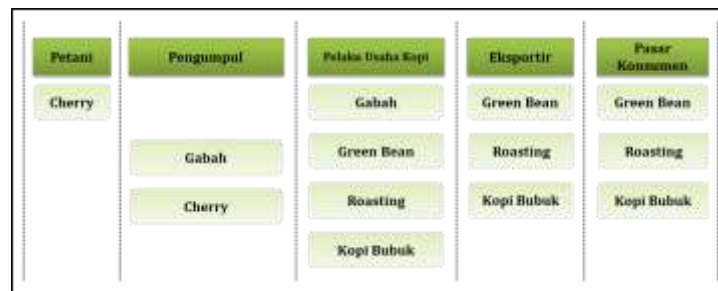 Petani
Pengumpul
Pelaku Usaha Kopi
Eksportir
Pasar
Konsumen
Cherry
Gabah
Green Bean
Green Bean
Gabah
Green Bean
Roasting
Roasting
Cherry
Roasting
Kopi Bubuk
Kopi Bubuk
Kopi Bubuk